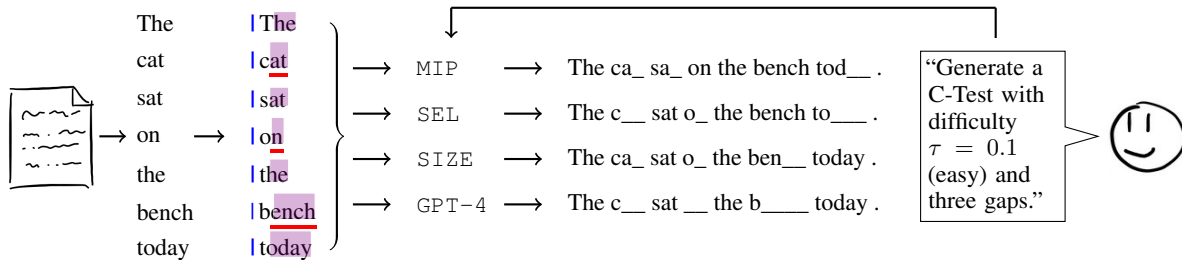 The
cat
sat
on
the
bench
today
The
cat
sat
on
the
bench
today
MIP
SEL
SIZE
GPT-4
The ca_ sa_ on the bench tod__ .
The c__ sat o_ the bench to___ .
The ca_ sat o_ the ben__ today .
The c__ sat __ the b____ today .
“Generate a
C-Test with
difficulty
τ = 0.1
(easy) and
three gaps.”